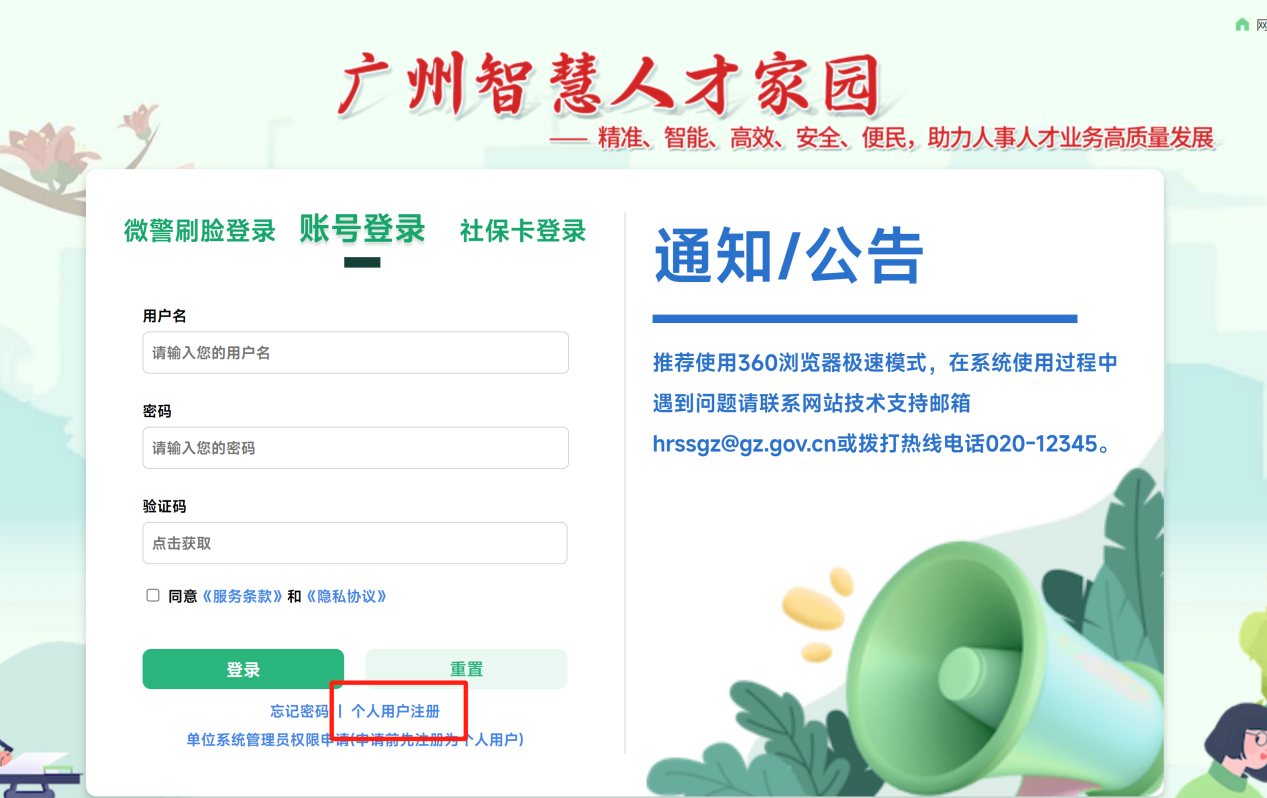 网
广州智慧人才家园
—— 精准、智能、高效、安全、便民，助力人事人才业务高质量发展
微警刷脸登录 账号登录 社保卡登录
用户名
请输入您的用户名
密码
请输入您的密码
验证码
点击获取
同意《服务条款》和《隐私协议》
登录 重置
忘记密码 | 个人用户注册
单位系统管理员权限申请(申请前先注册为个人用户)
通知/公告
推荐使用360浏览器极速模式，在系统使用过程中
遇到问题请联系网站技术支持邮箱
hrssgz@gz.gov.cn或拨打热线电话020-12345。